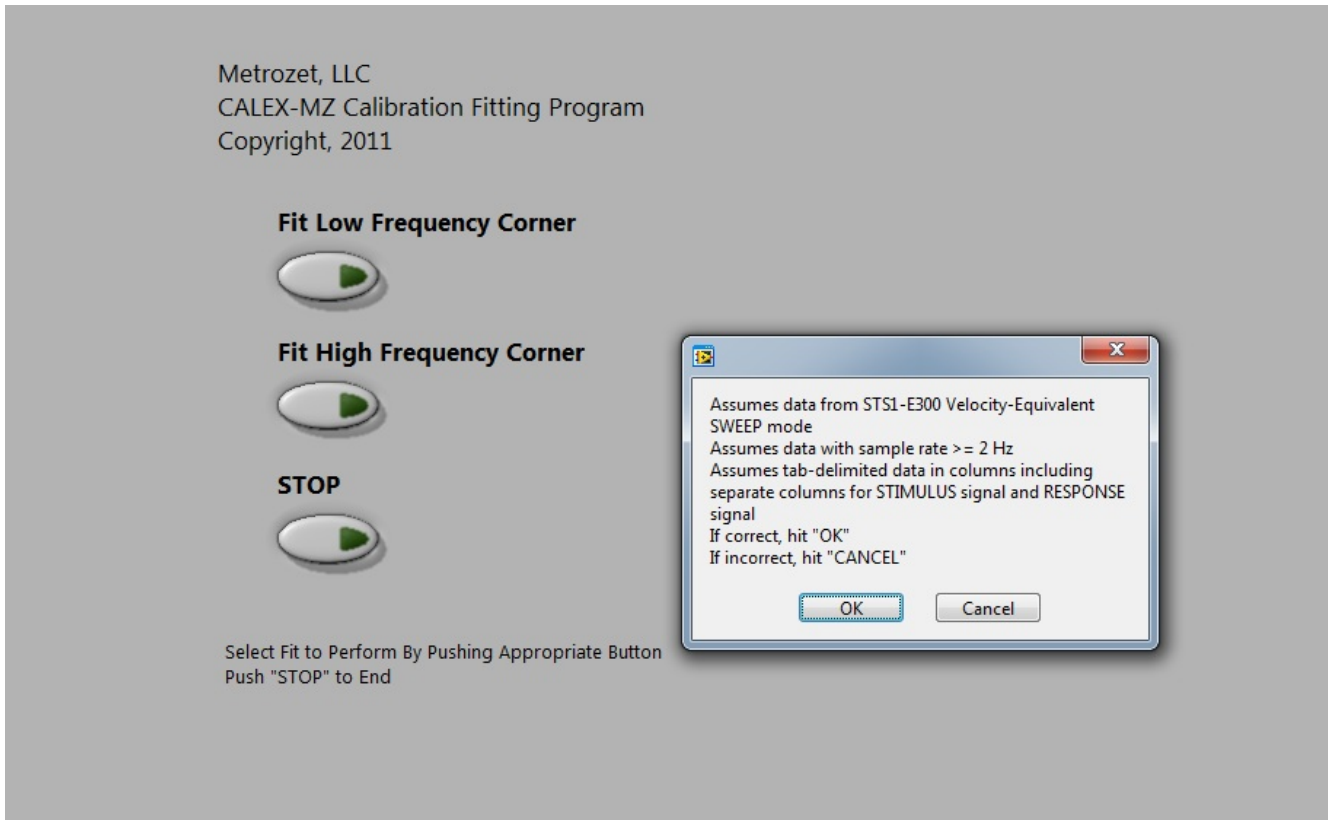 Metrozet, LLC
CALEX-MZ Calibration Fitting Program
Copyright, 2011
Fit Low Frequency Corner
Fit High Frequency Corner
STOP
Assumes data from STS1-E300 Velocity-Equivalent
SWEEP mode
Assumes data with sample rate >= 2 Hz
Assumes tab-delimited data in columns including
separate columns for STIMULUS signal and RESPONSE
signal
If correct, hit "OK"
If incorrect, hit "CANCEL"
OK Cancel
Select Fit to Perform By Pushing Appropriate Button
Push "STOP" to End